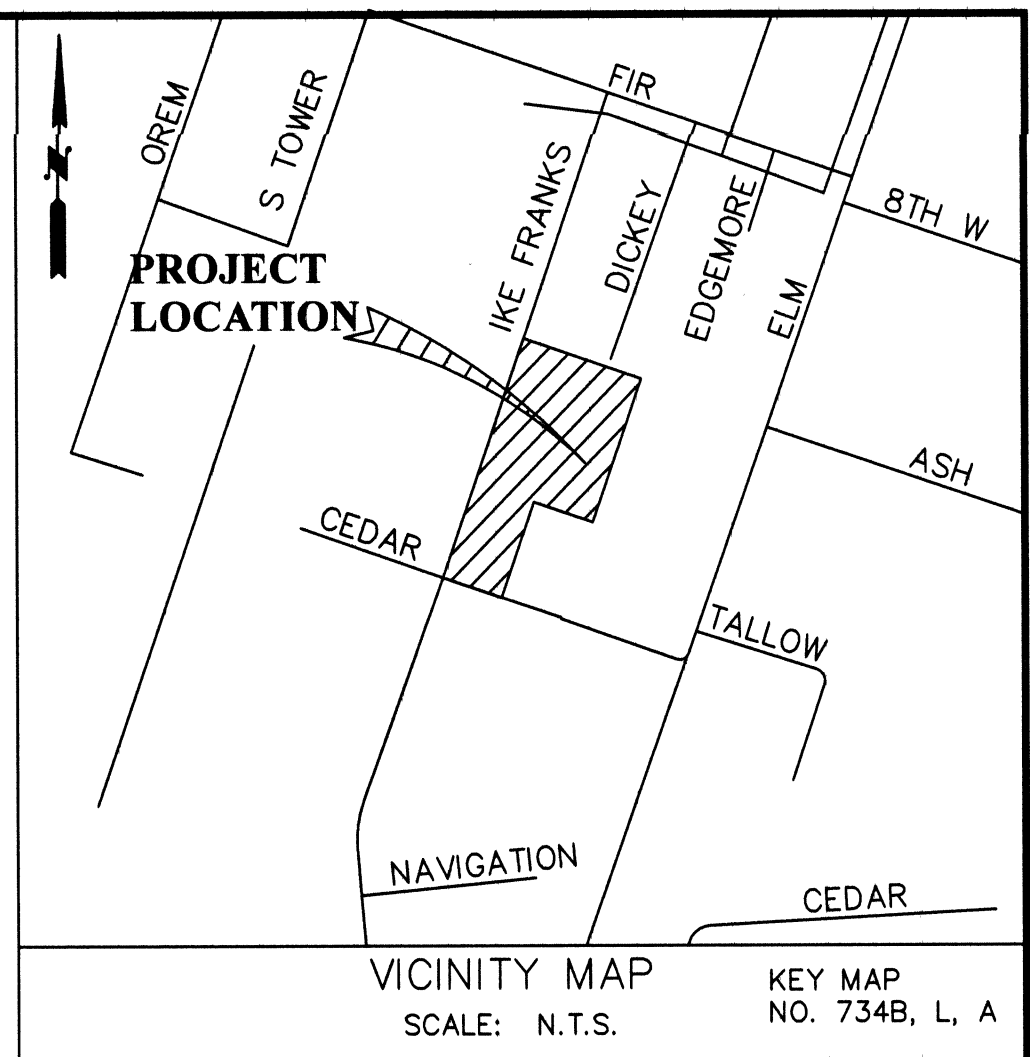 FIR
OREM
S TOWER
N
IKE FRANKS
DICKEY
EDGEMORE
8TH W
ELM
PROJECT
LOCATION
ASH
CEDAR
TALLOW
NAVIGATION
CEDAR
VICINITY MAP
SCALE: N.T.S.
KEY MAP
NO. 734B, L, A